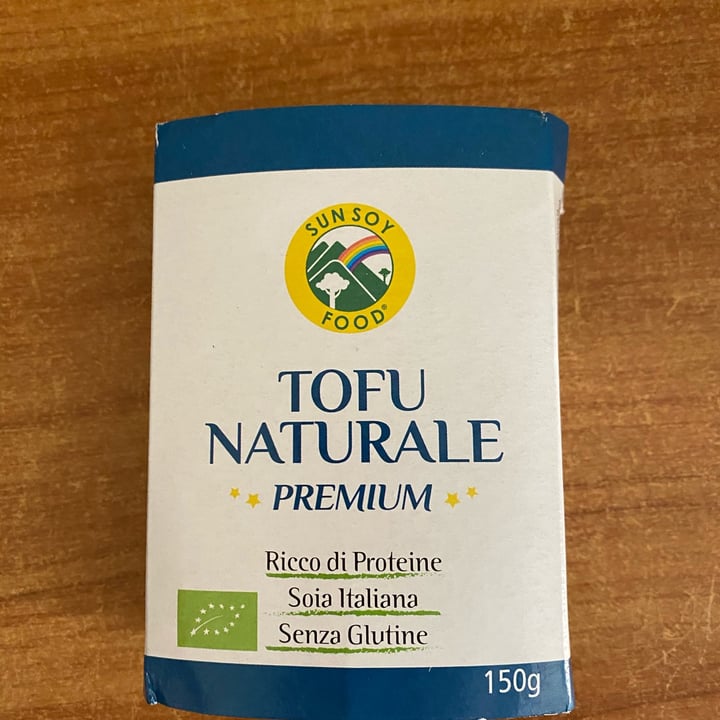 SUN SOY
FOOD®
TOFU
NATURALE
PREMIUM
Ricco di Proteine
Soia Italiana
Senza Glutine
150g